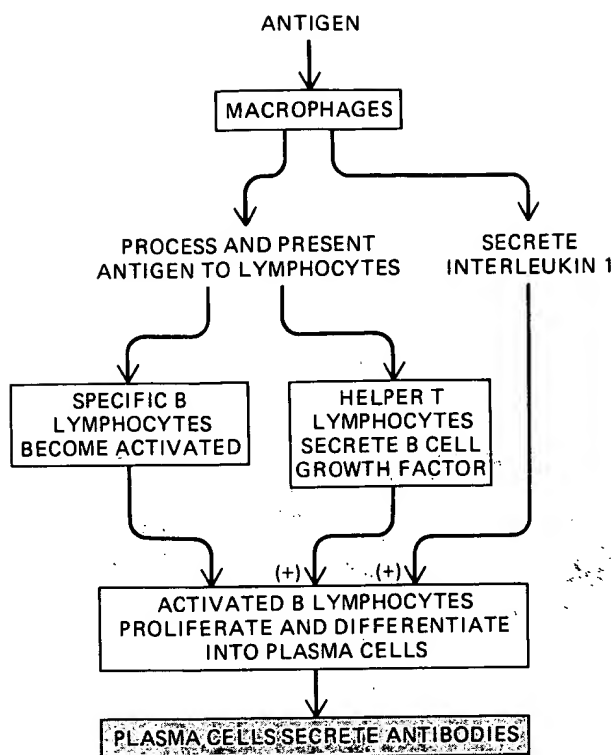 ANTIGEN
MACROPHAGES
PROCESS AND PRESENT
ANTIGEN TO LYMPHOCYTES
SECRETE
INTERLEUKIN 1
SPECIFIC B
LYMPHOCYTES
BECOME ACTIVATED
HELPER T
LYMPHOCYTES
SECRETE B CELL
GROWTH FACTOR
(+) (+)
ACTIVATED B LYMPHOCYTES
PROLIFERATE AND DIFFERENTIATE
INTO PLASMA CELLS
PLASMA CELLS SECRETE ANTIBODIES